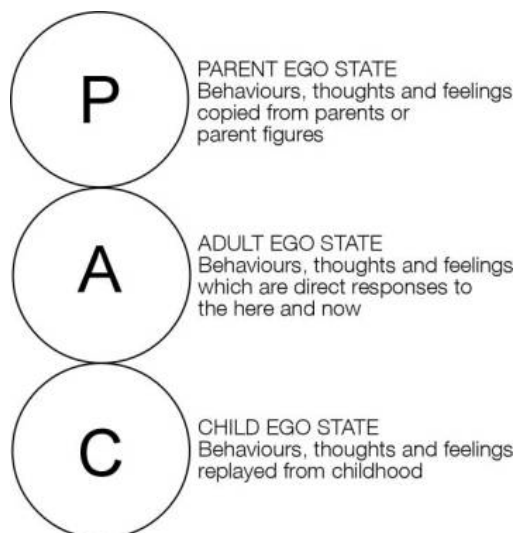 P
PARENT EGO STATE
Behaviours, thoughts and feelings
copied from parents or
parent figures
A
ADULT EGO STATE
Behaviours, thoughts and feelings
which are direct responses to
the here and now
C
CHILD EGO STATE
Behaviours, thoughts and feelings
replayed from childhood